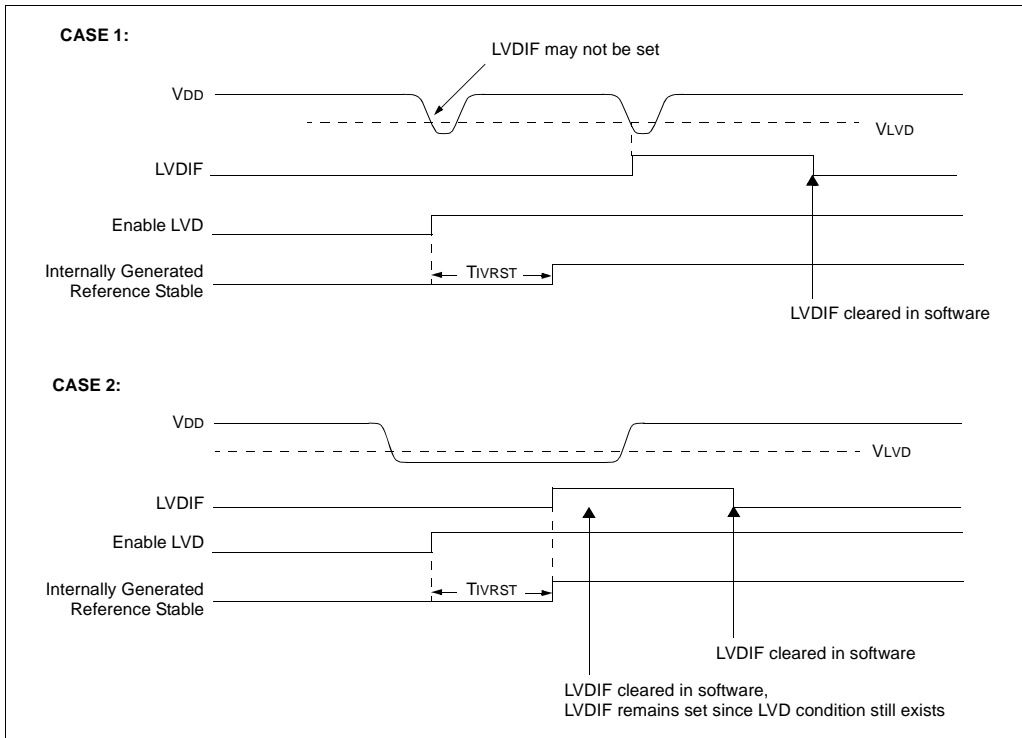 CASE 1:
LVDIF may not be set
VDD
VLVD
LVDIF
Enable LVD
Internally Generated
Reference Stable
TIVRST
LVDIF cleared in software
CASE 2:
VDD
VLVD
LVDIF
Enable LVD
Internally Generated
Reference Stable
TIVRST
LVDIF cleared in software
LVDIF cleared in software,
LVDIF remains set since LVD condition still exists